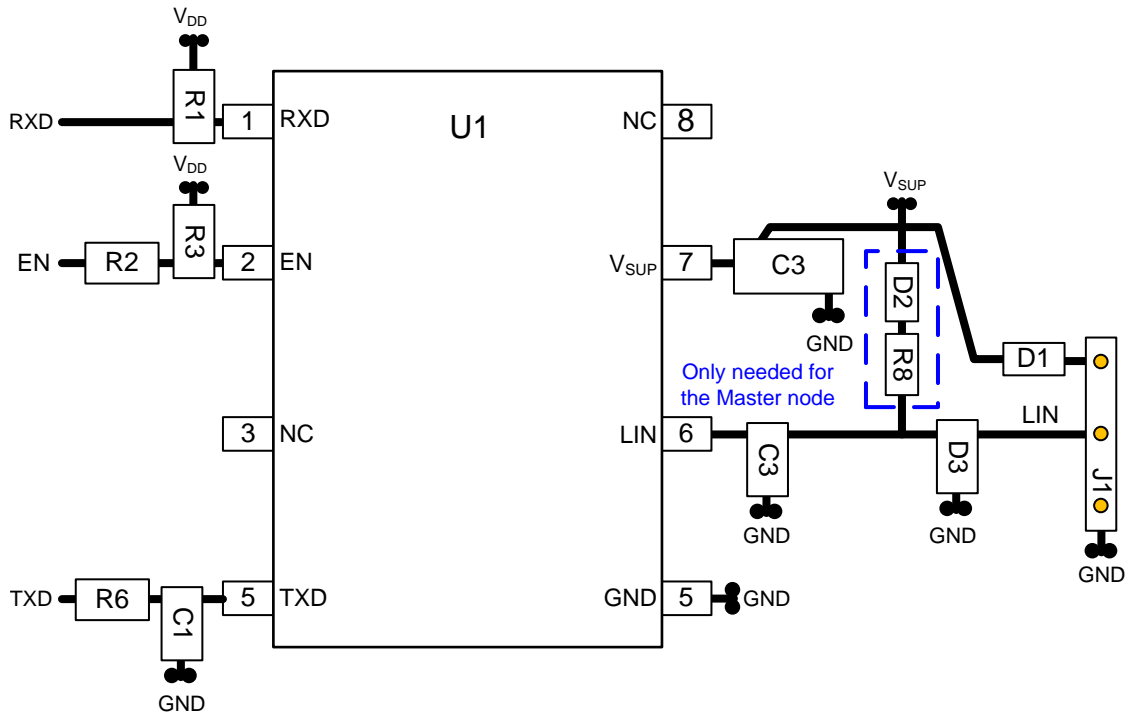 VDD
R1
RXD
1
RXD
U1
NC
8
VDD
R3
EN
R2
2
EN
VSUP
VSUP
7
C3
GND
D2
R8
D1
Only needed for
the Master node
3
NC
LIN
6
C3
GND
D3
GND
LIN
J1
GND
TXD
R6
C1
GND
5
TXD
GND
5
GND